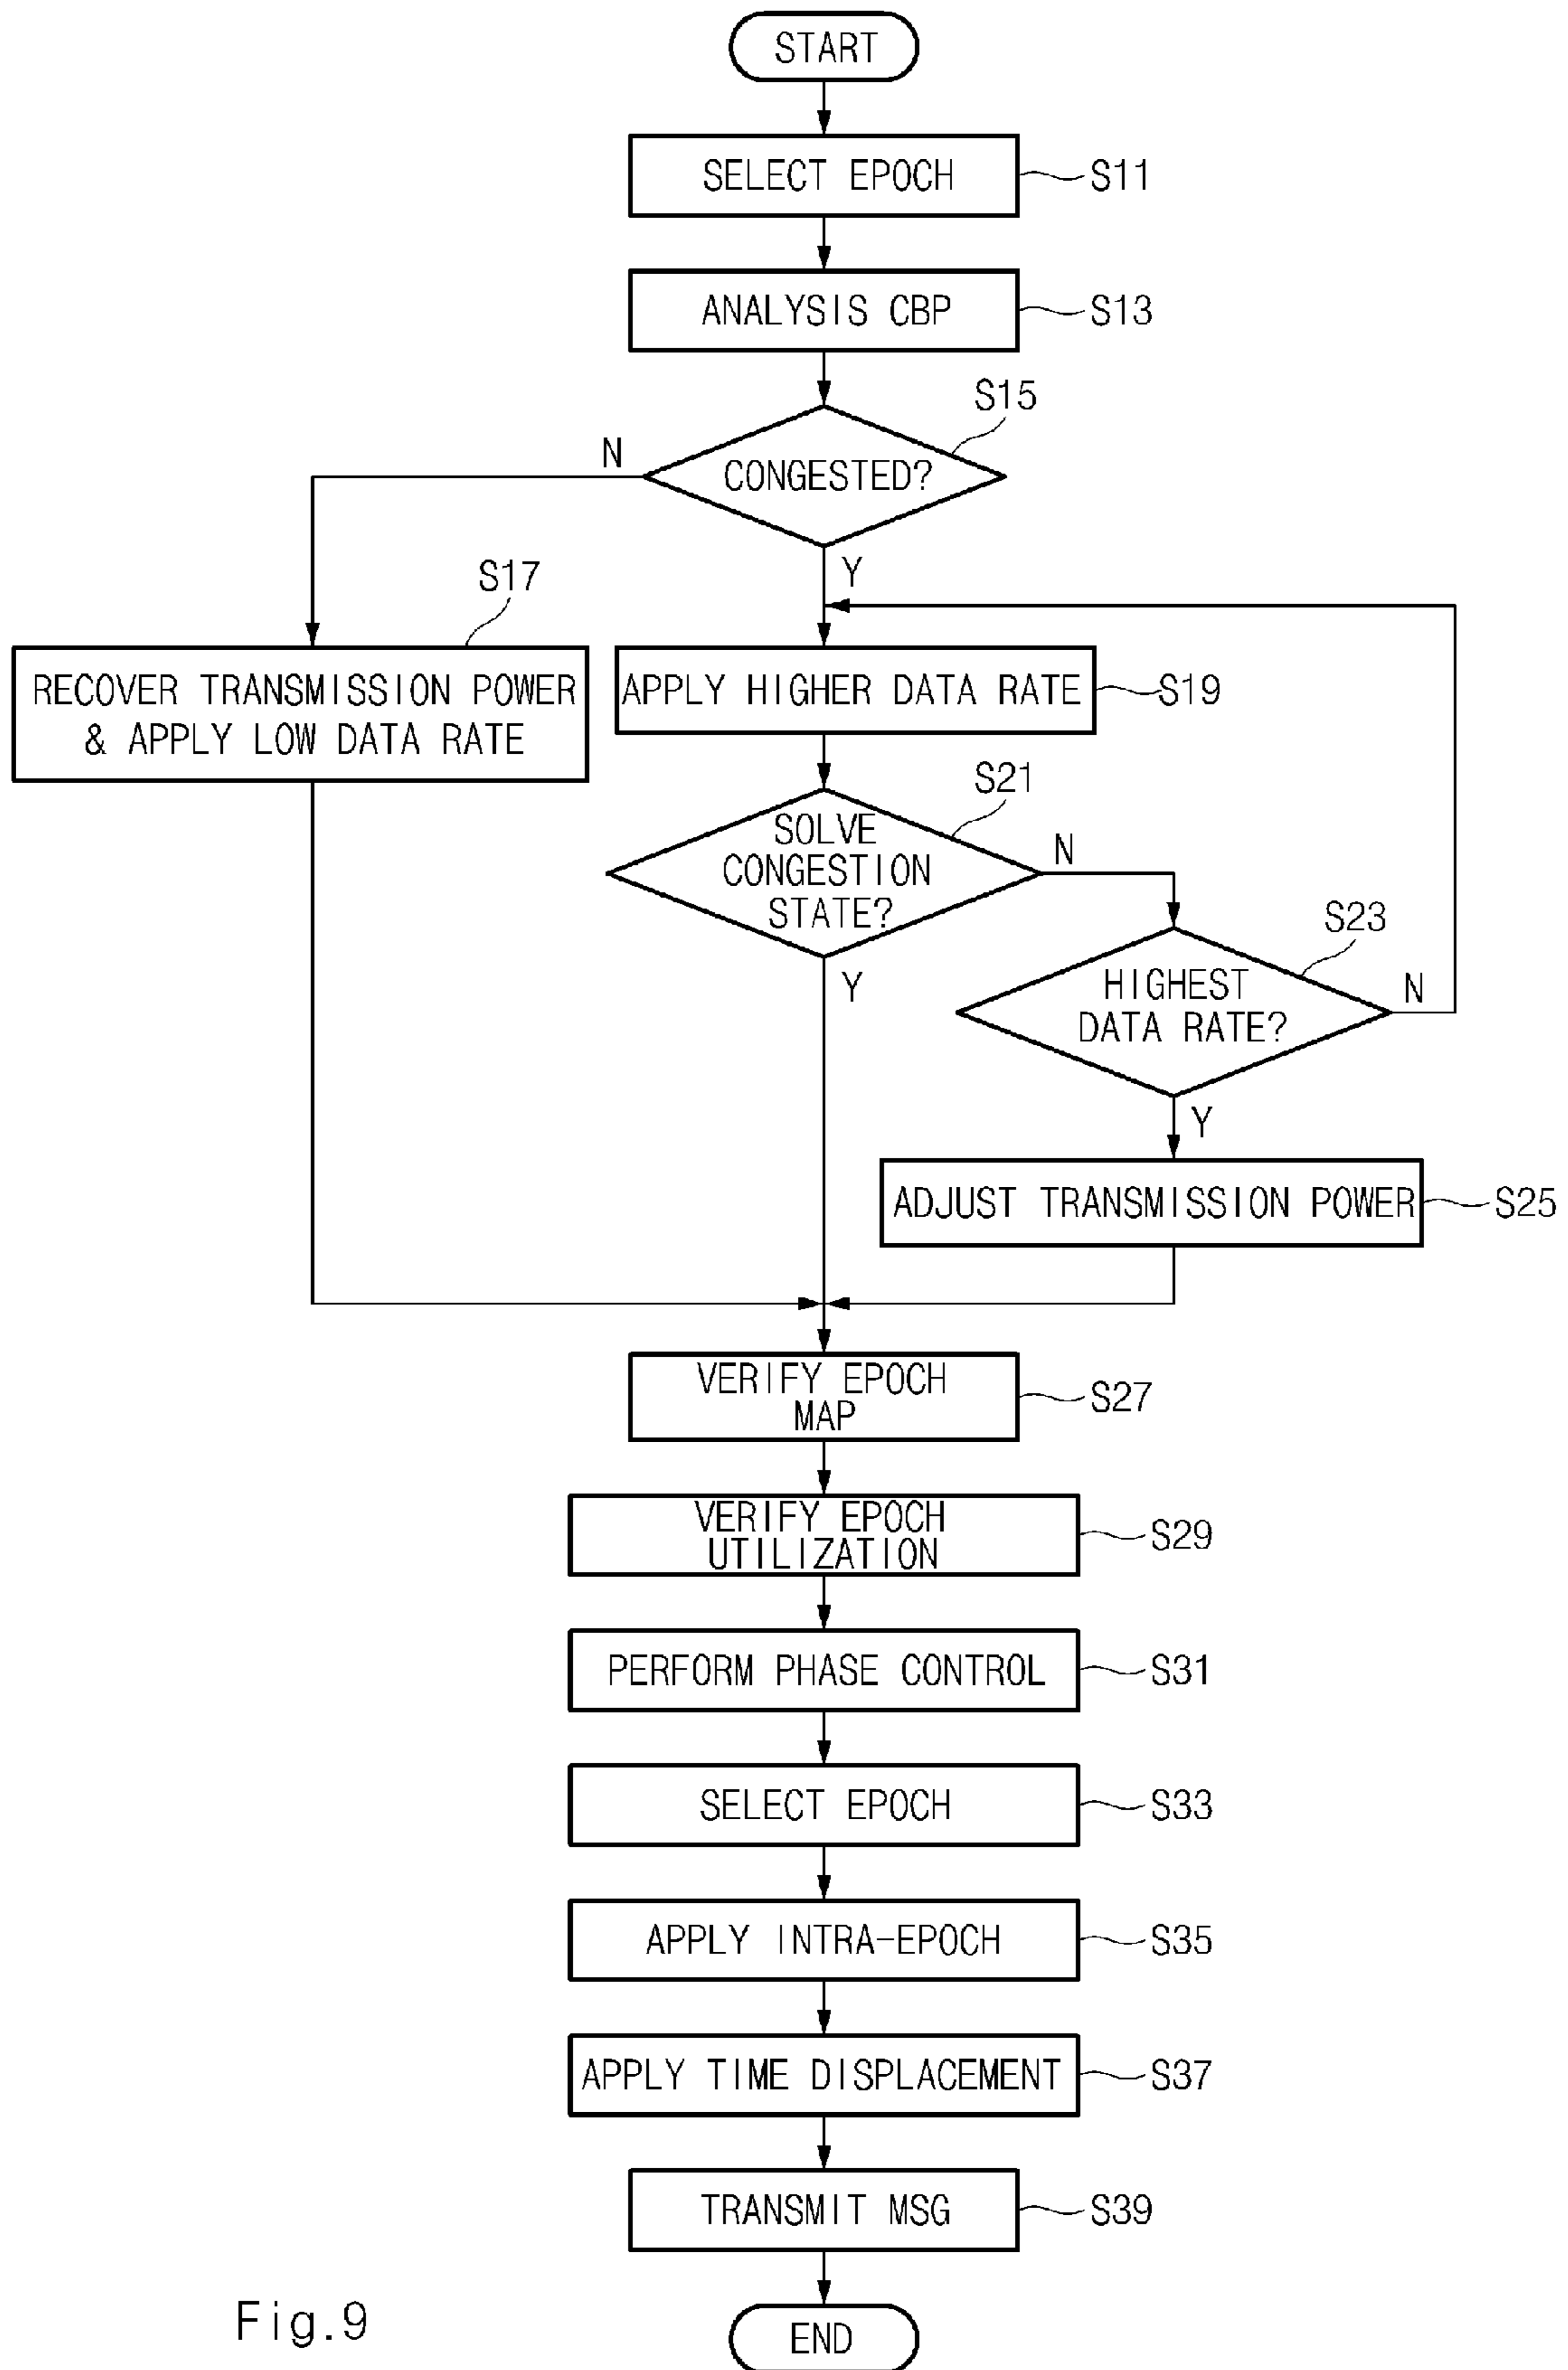 START
SELECT EPOCH
S11
ANALYSIS CBP
S13
S15
N
CONGESTED?
Y
S17
RECOVER TRANSMISSION POWER
& APPLY LOW DATA RATE
APPLY HIGHER DATA RATE
S19
S21
SOLVE
CONGESTION
STATE?
N
Y
S23
HIGHEST
DATA RATE?
N
Y
ADJUST TRANSMISSION POWER
S25
VERIFY EPOCH
MAP
S27
VERIFY EPOCH
UTILIZATION
S29
PERFORM PHASE CONTROL
S31
SELECT EPOCH
S33
APPLY INTRA-EPOCH
S35
APPLY TIME DISPLACEMENT
S37
TRANSMIT MSG
S39
END
Fig.9